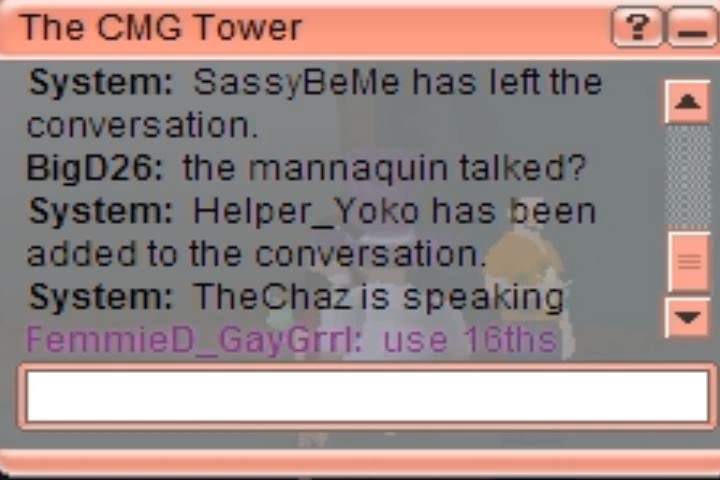 The CMG Tower
?
System: SassyBeMe has left the
conversation.
BigD26: the mannaquin talked?
System: Helper_Yoko has been
added to the conversation.
System: TheChaz is speaking
FemmieD_GayGrrl: use 16ths